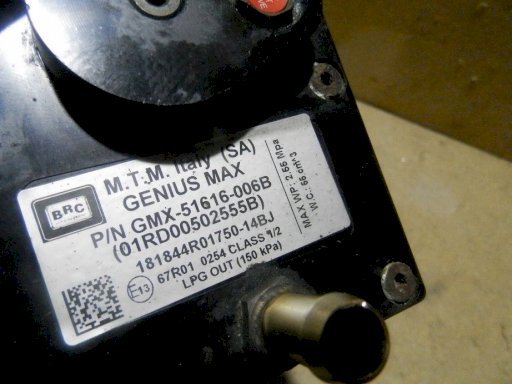 BRC
M.T.M. Italy (SA)
GENIUS MAX
P/N GMX-51616-006B
(01RD00502555B)
181844R01750-14BJ
E13 67R01 0254 CLASS 1/2
LPG OUT (150 kPa)
MAX WP: 2.55 MPa
W.C.: 55 cm³